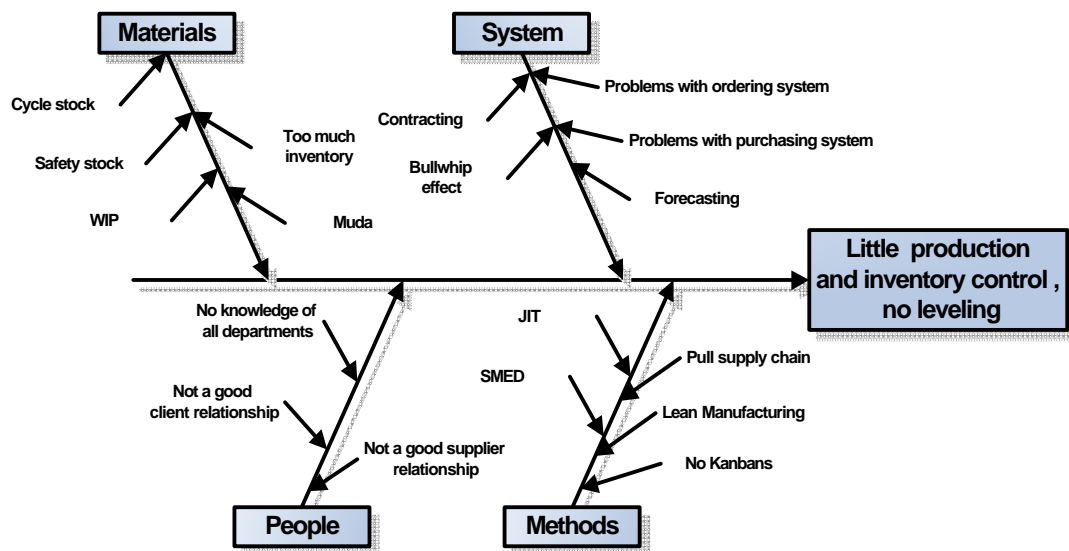 Materials
System
Cycle stock
Safety stock
WIP
Too much
inventory
Muda
Contracting
Bullwhip
effect
Problems with ordering system
Problems with purchasing system
Forecasting
Little production
and inventory control ,
no leveling
No knowledge of
all departments
Not a good
client relationship
Not a good supplier
relationship
JIT
SMED
Pull supply chain
Lean Manufacturing
No Kanbans
People
Methods